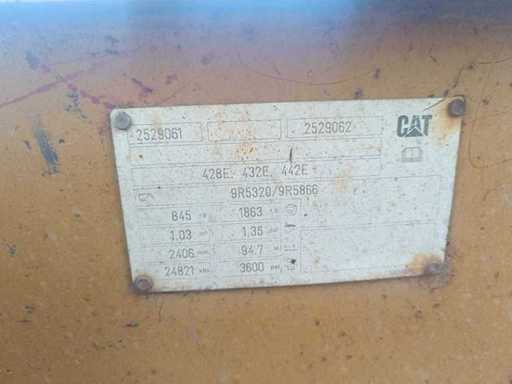 2529061 2529062 CAT
428E, 432E, 442E
9R5320/9R5866
845 1863
1.03 1.35
2406 94.7
24821 3600